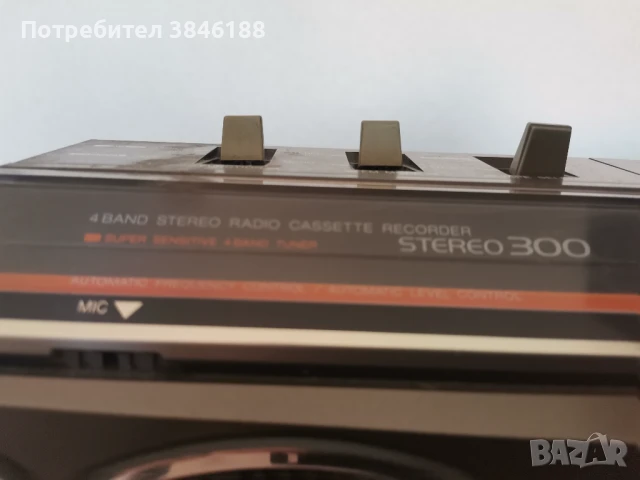 Потребител 3846188
4 BAND STEREO RADIO CASSETTE RECORDER
SUPER SENSITIVE 4 BAND TUNER
STEREO 300
AUTOMATIC FREQUENCY CONTROL / AUTOMATIC LEVEL CONTROL
MIC
BAZAR